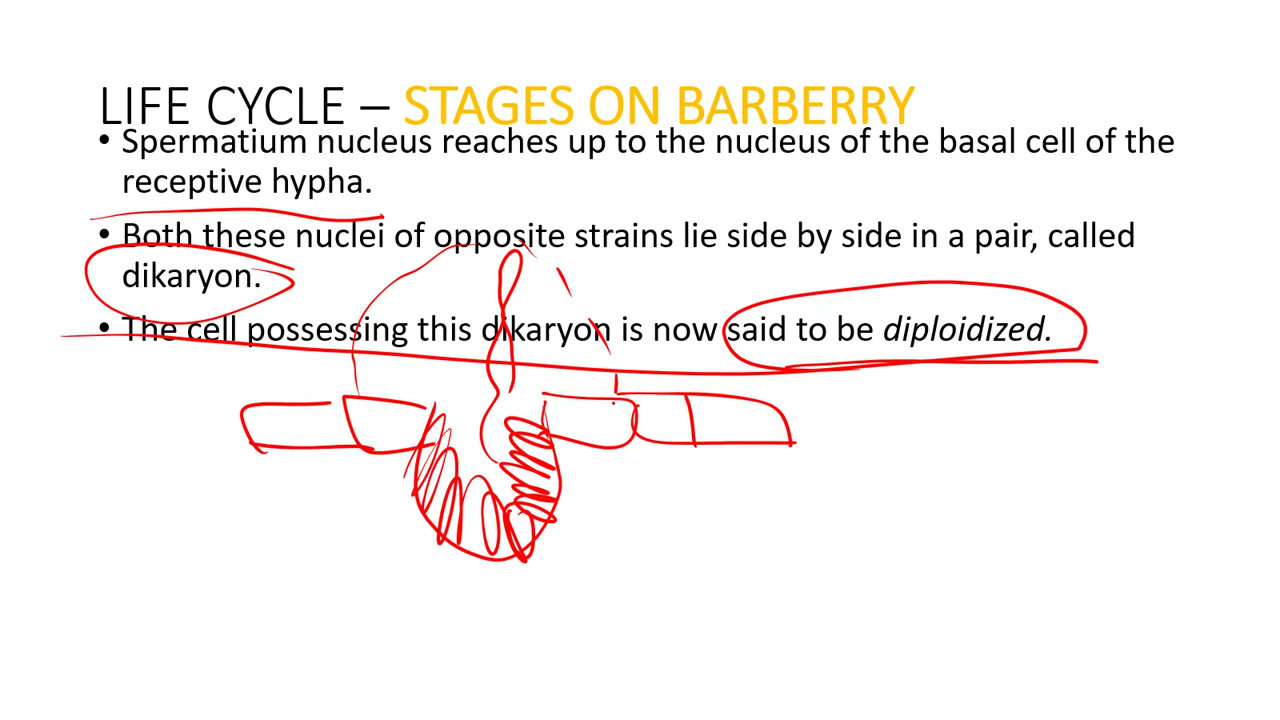 LIFE CYCLE – STAGES ON BARBERRY
• Spermatium nucleus reaches up to the nucleus of the basal cell of the
receptive hypha.
• Both these nuclei of opposite strains lie side by side in a pair, called
dikaryon.
• The cell possessing this dikaryon is now said to be diploidized.